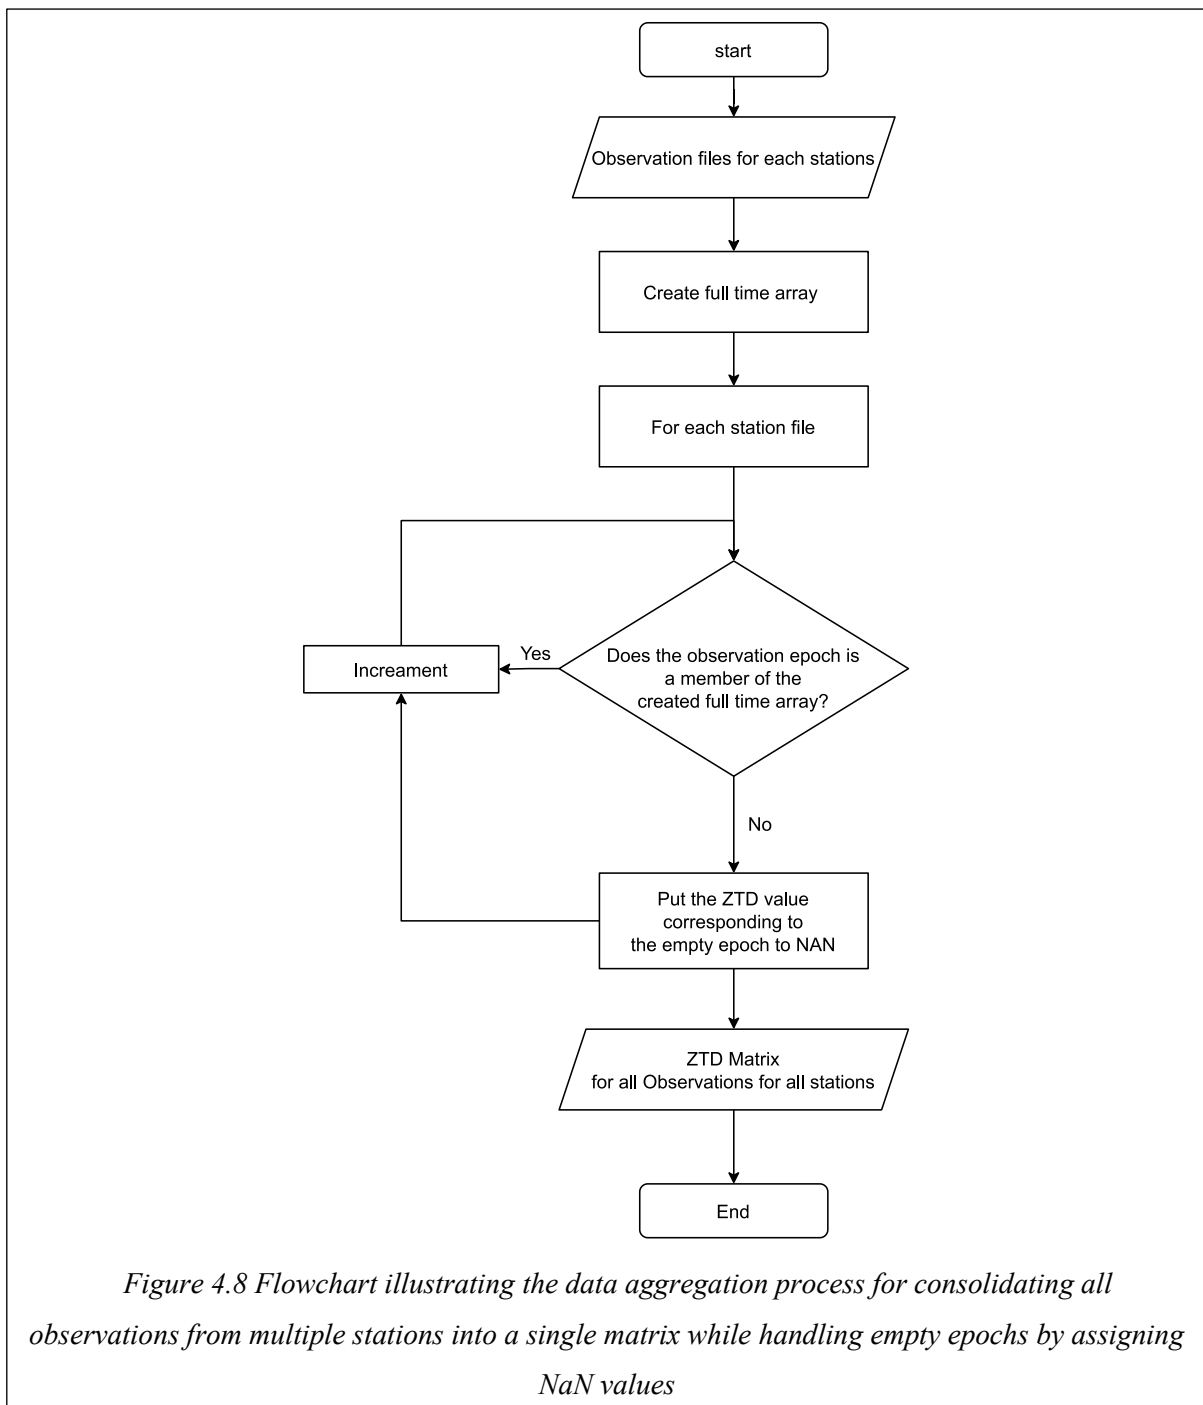 start
Observation files for each stations
Create full time array
For each station file
Yes
Increament
Does the observation epoch is
a member of the
created full time array?
No
Put the ZTD value
corresponding to
the empty epoch to NAN
ZTD Matrix
for all Observations for all stations
End
Figure 4.8 Flowchart illustrating the data aggregation process for consolidating all
observations from multiple stations into a single matrix while handling empty epochs by assigning
NaN values